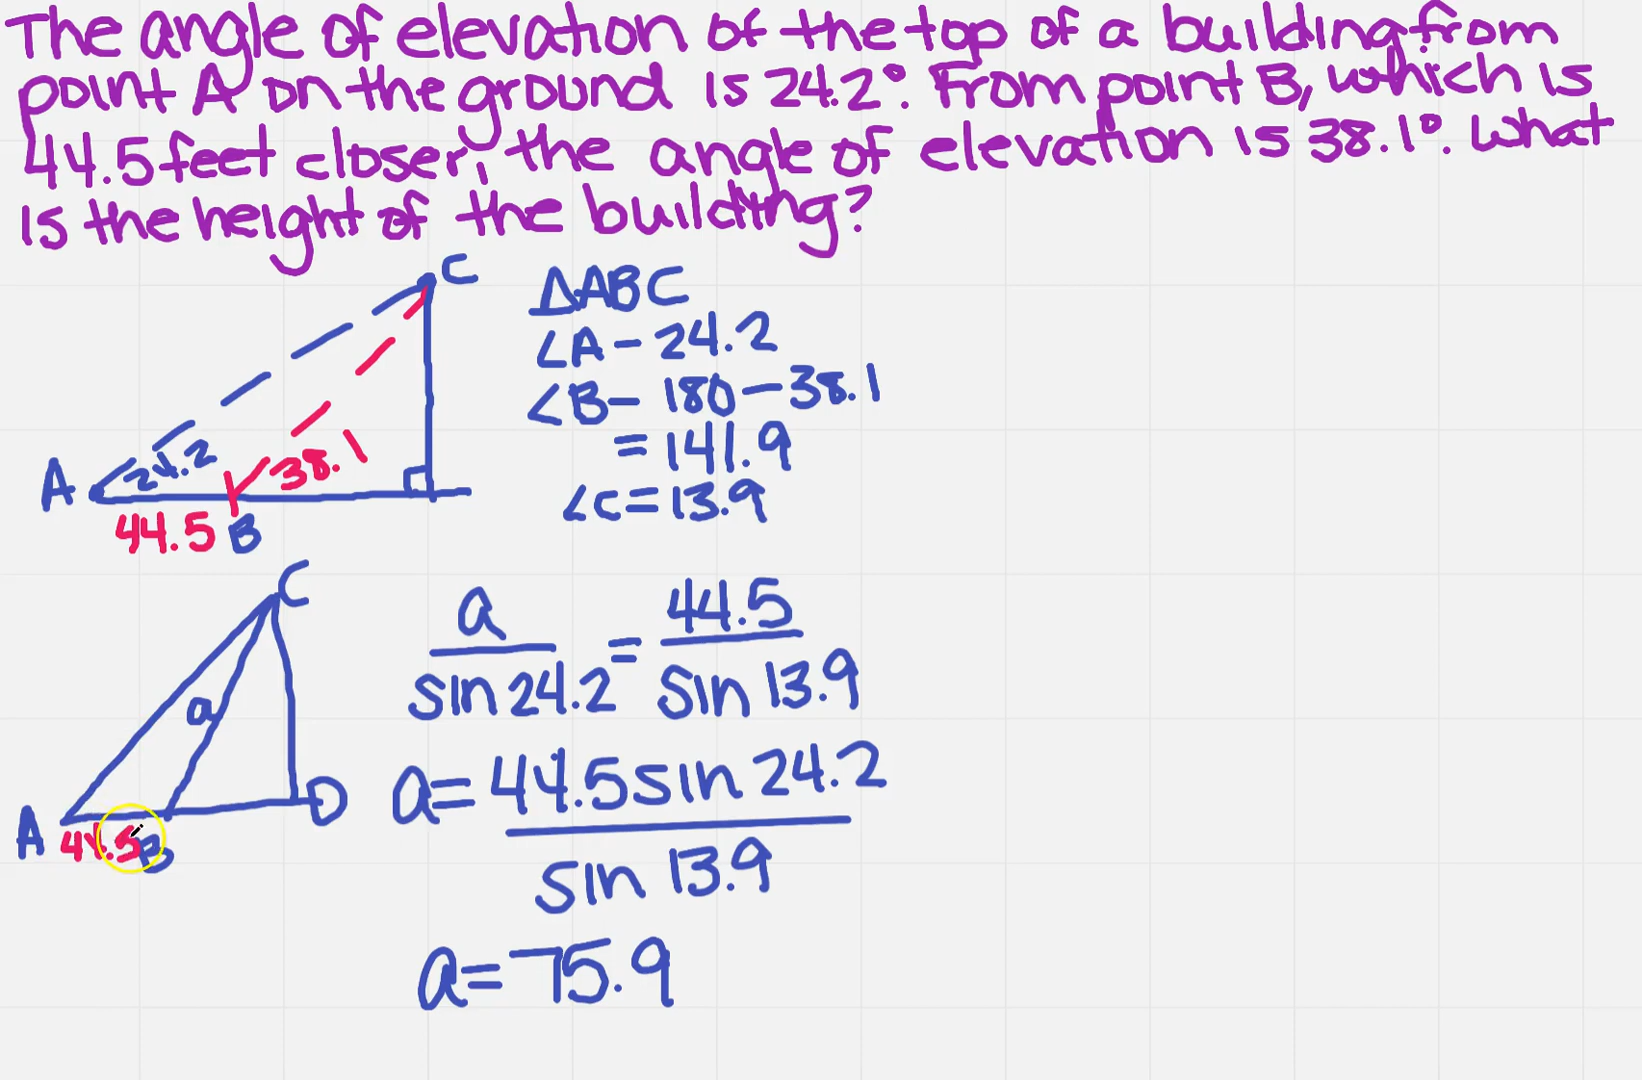 The angle of elevation of the top of a building from
point A on the ground is 24.2°. From point B, which is
44.5 feet closer, the angle of elevation is 38.1°. What
is the height of the building?
C
A
24.2
38.1
44.5 B
△ABC
∠A - 24.2
∠B - 180 - 38.1
= 141.9
∠C = 13.9
C
a
A
44.5
B
D
a / sin 24.2 = 44.5 / sin 13.9
a = 44.5 sin 24.2 / sin 13.9
a = 75.9